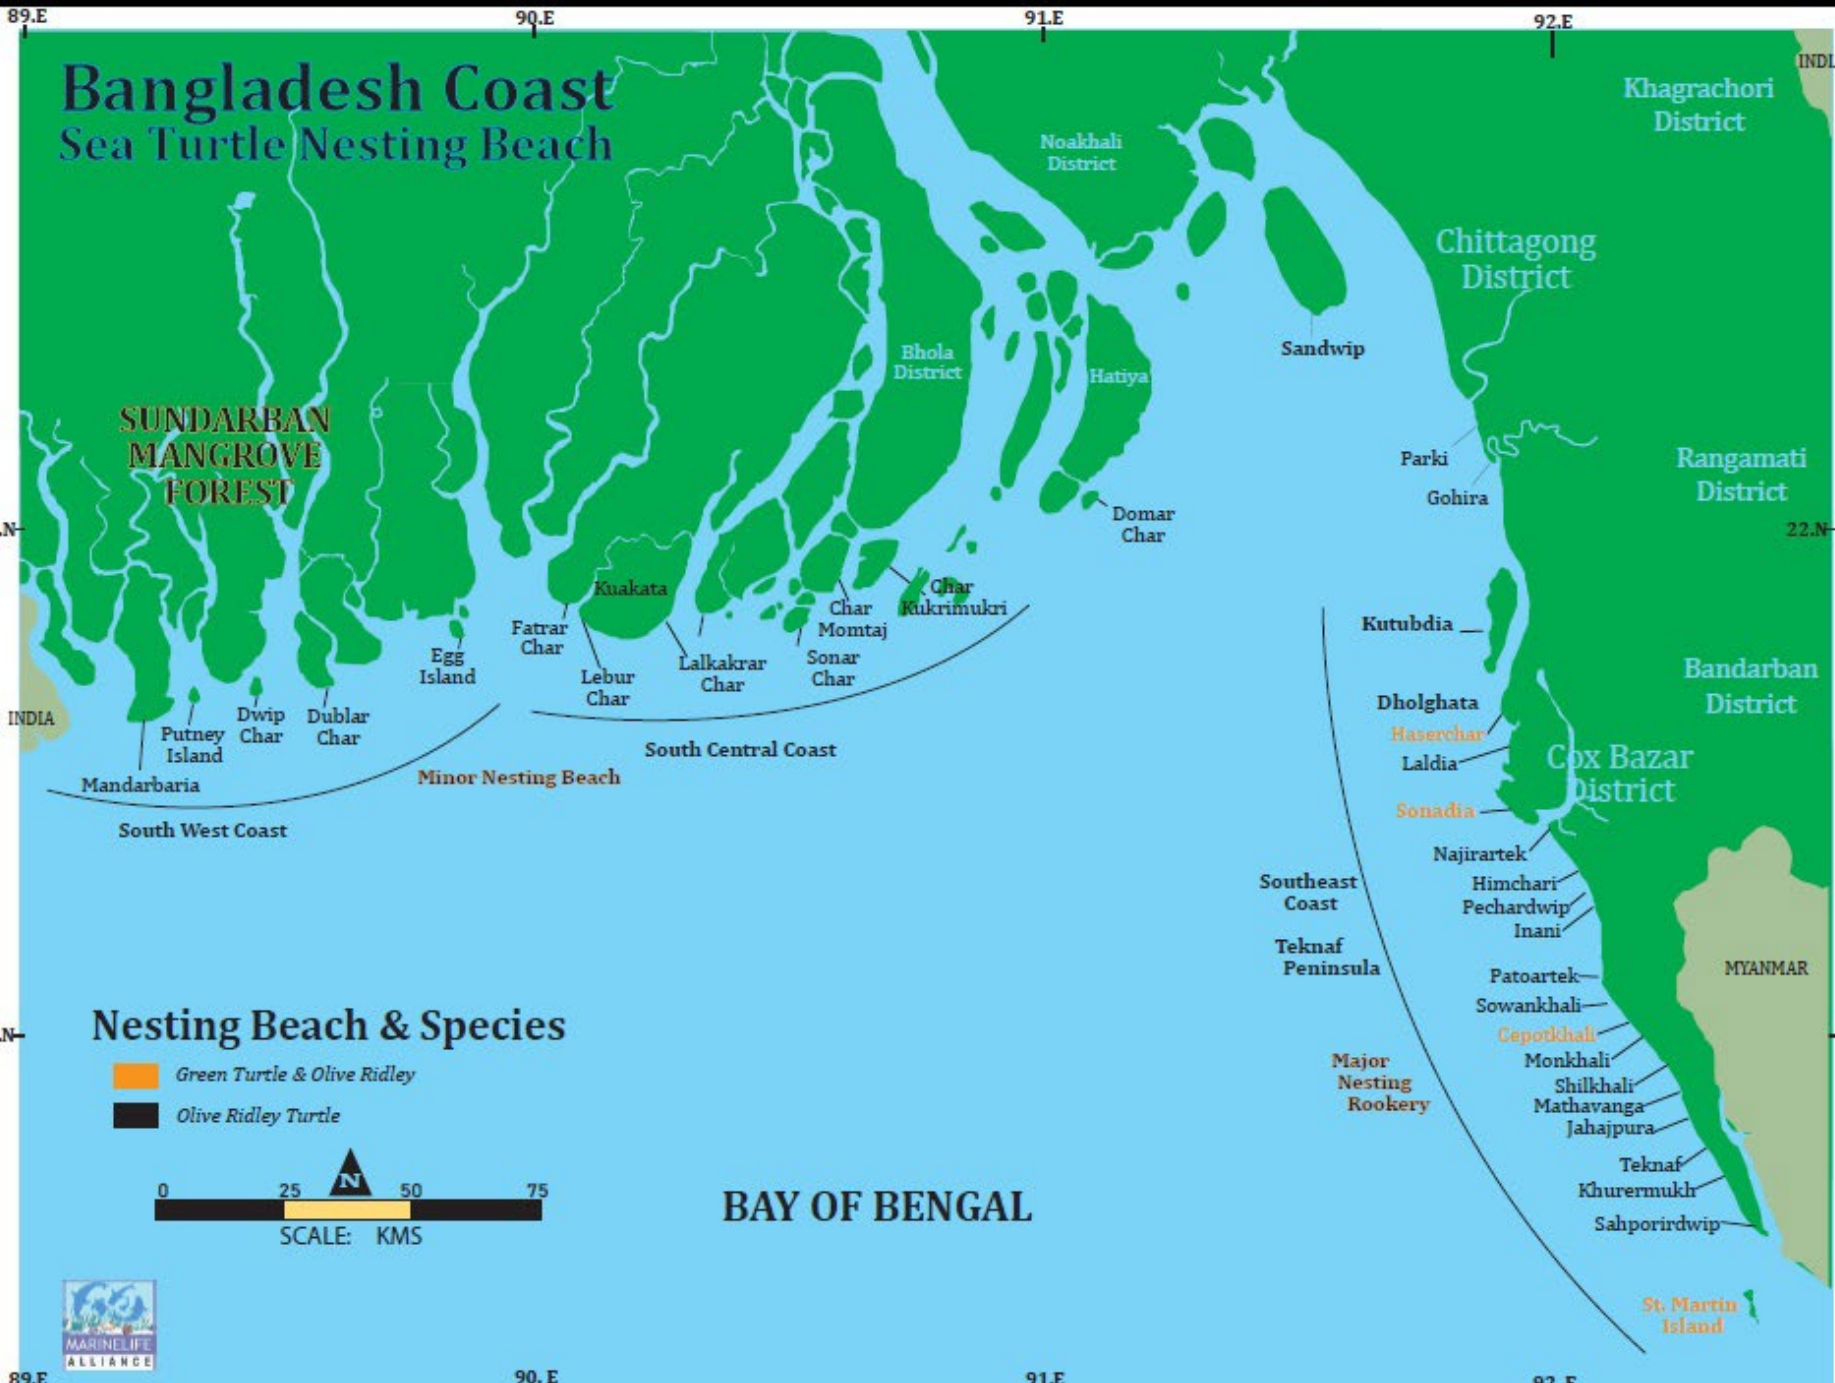 89.E
90.E
91.E
92.E
Bangladesh Coast
Sea Turtle Nesting Beach
Khagrachori
District
Noakhali
District
Chittagong
District
Sandwip
Bhola
District
Hatiya
SUNDARBAN
MANGROVE
FOREST
Parki
Gohira
Rangamati
District
Domar
Char
22.N
Kuakata
Char
Kukrimukri
Char
Momtaj
Fatrar
Char
Egg
Island
Lebur
Char
Lalkakrar
Char
Sonar
Char
Kutubdia
Bandarban
District
INDIA
Putney
Island
Dwip
Char
Dublar
Char
Mandarbaria
South West Coast
Minor Nesting Beach
South Central Coast
Dholghata
Haserchar
Laldia
Cox Bazar
District
Sonadia
Najirartek
Himchari
Pechardwip
Inani
Southeast
Coast
Teknaf
Peninsula
MYANMAR
Patoartek
Sowankhali
Cepotkhali
Monkhali
Shilkhali
Mathavanga
Jahajpura
Teknaf
Khurermukh
Sahporirdwip
Major
Nesting
Rookery
St. Martin
Island
Nesting Beach & Species
Green Turtle & Olive Ridley
Olive Ridley Turtle
N
0 25 50 75
SCALE: KMS
BAY OF BENGAL
MARINELIFE
ALLIANCE
89.E
90. E
91.E